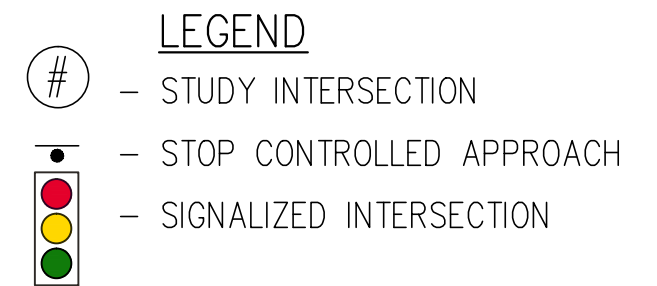 LEGEND
# – STUDY INTERSECTION
– STOP CONTROLLED APPROACH
– SIGNALIZED INTERSECTION